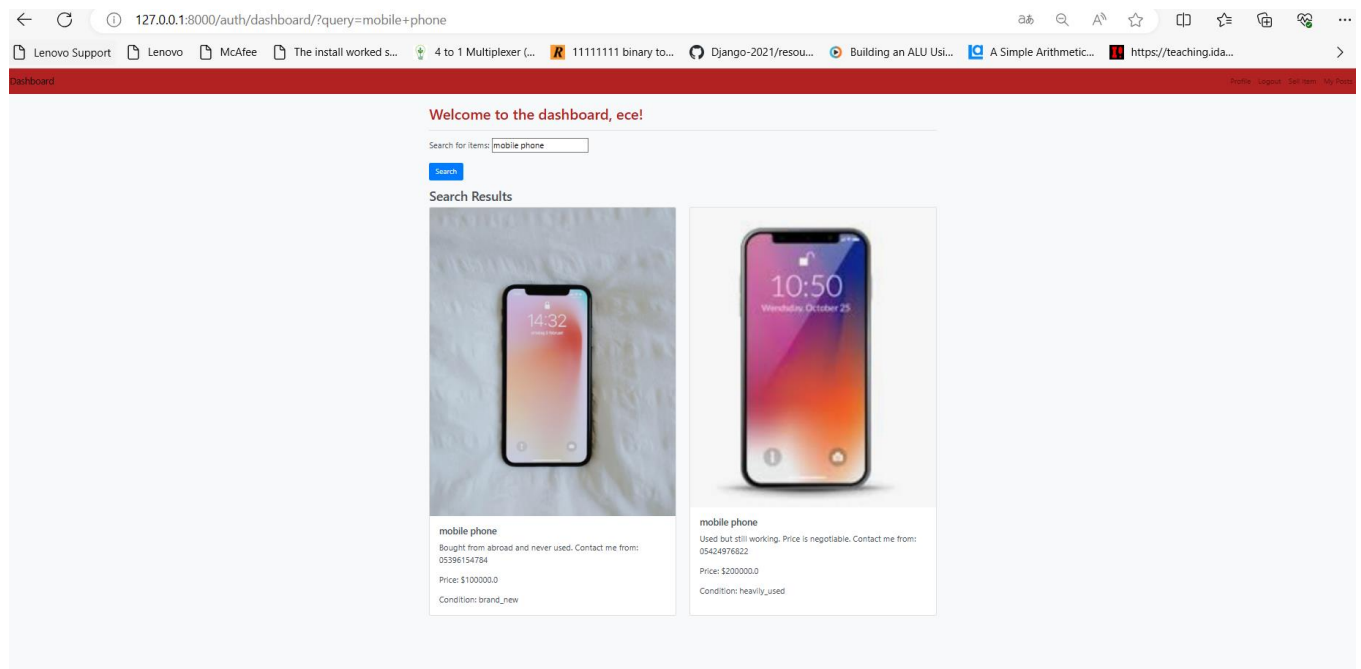 127.0.0.1:8000/auth/dashboard/?query=mobile+phone
Lenovo Support Lenovo McAfee The install worked s... 4 to 1 Multiplexer (... 11111111 binary to... Django-2021/resou... Building an ALU Usi... A Simple Arithmetic... https://teaching.ida...
Dashboard Profile Logout Sell Item My Posts
Welcome to the dashboard, ece!
Search for items: mobile phone
Search
Search Results
14:32
10:50
Wendsday, October 25
mobile phone
Bought from abroad and never used. Contact me from:
05396154784
Price: $100000.0
Condition: brand_new
mobile phone
Used but still working. Price is negotiable. Contact me from:
05424976822
Price: $200000.0
Condition: heavily_used